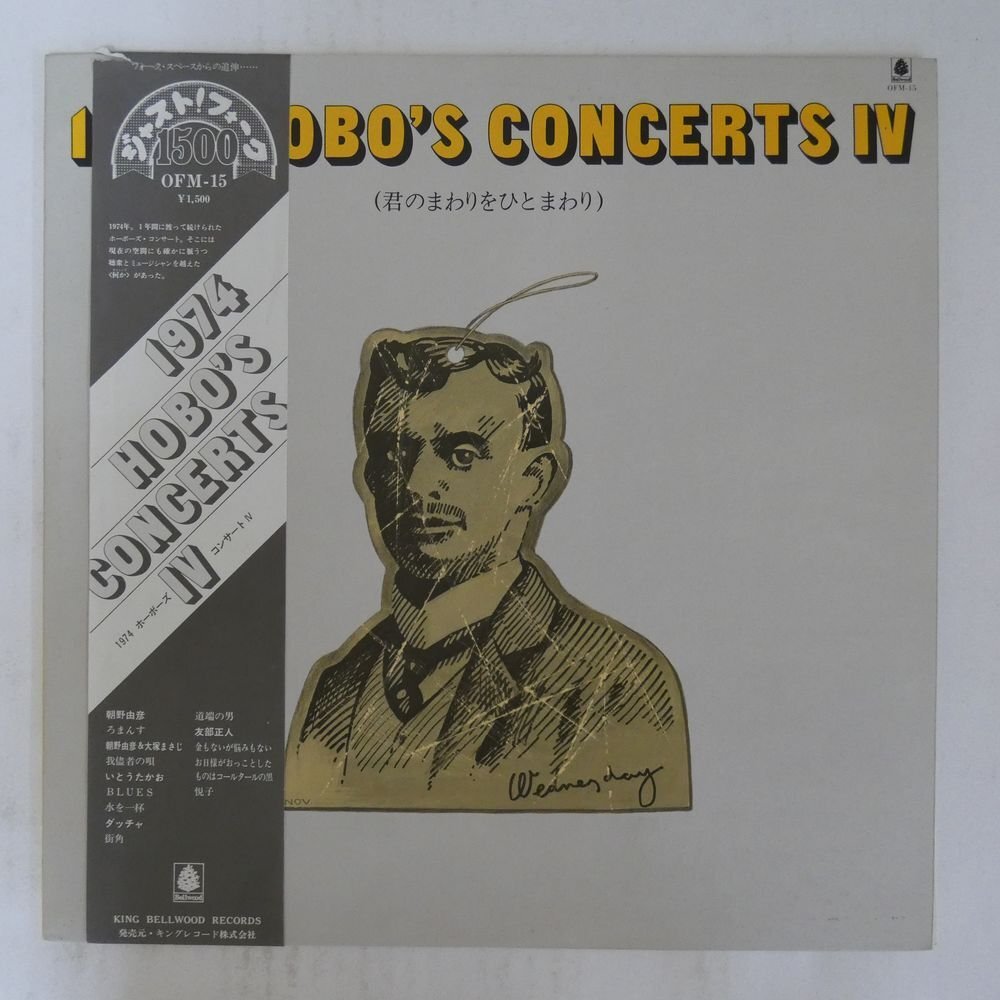 フォーク・スペースからの道伸……
ジャスト!フォーク
1500
OFM-15
¥1,500
1974年、1年間に渡って続けられた
ホーボーズ・コンサート。そこには
現在の空間にも確かに脈うつ
聴衆とミュージシャンを越えた
〈何か〉があった。
1974
HOBO'S
CONCERTS
IV
1974 ホーボーズ コンサート IV
朝野由彦
ろまんす
朝野由彦&大塚まさじ
我儘者の唄
いとうたかお
BLUES
水を一杯
ダッチャ
街角
道端の男
友部正人
金もないが悩みもない
お目様がおっことした
ものはコールタールの黒
悦子
Bellwood
KING BELLWOOD RECORDS
発売元・キングレコード株式会社
OFM-15
OBO'S CONCERTS IV
(君のまわりをひとまわり)
NOV
Wednesday